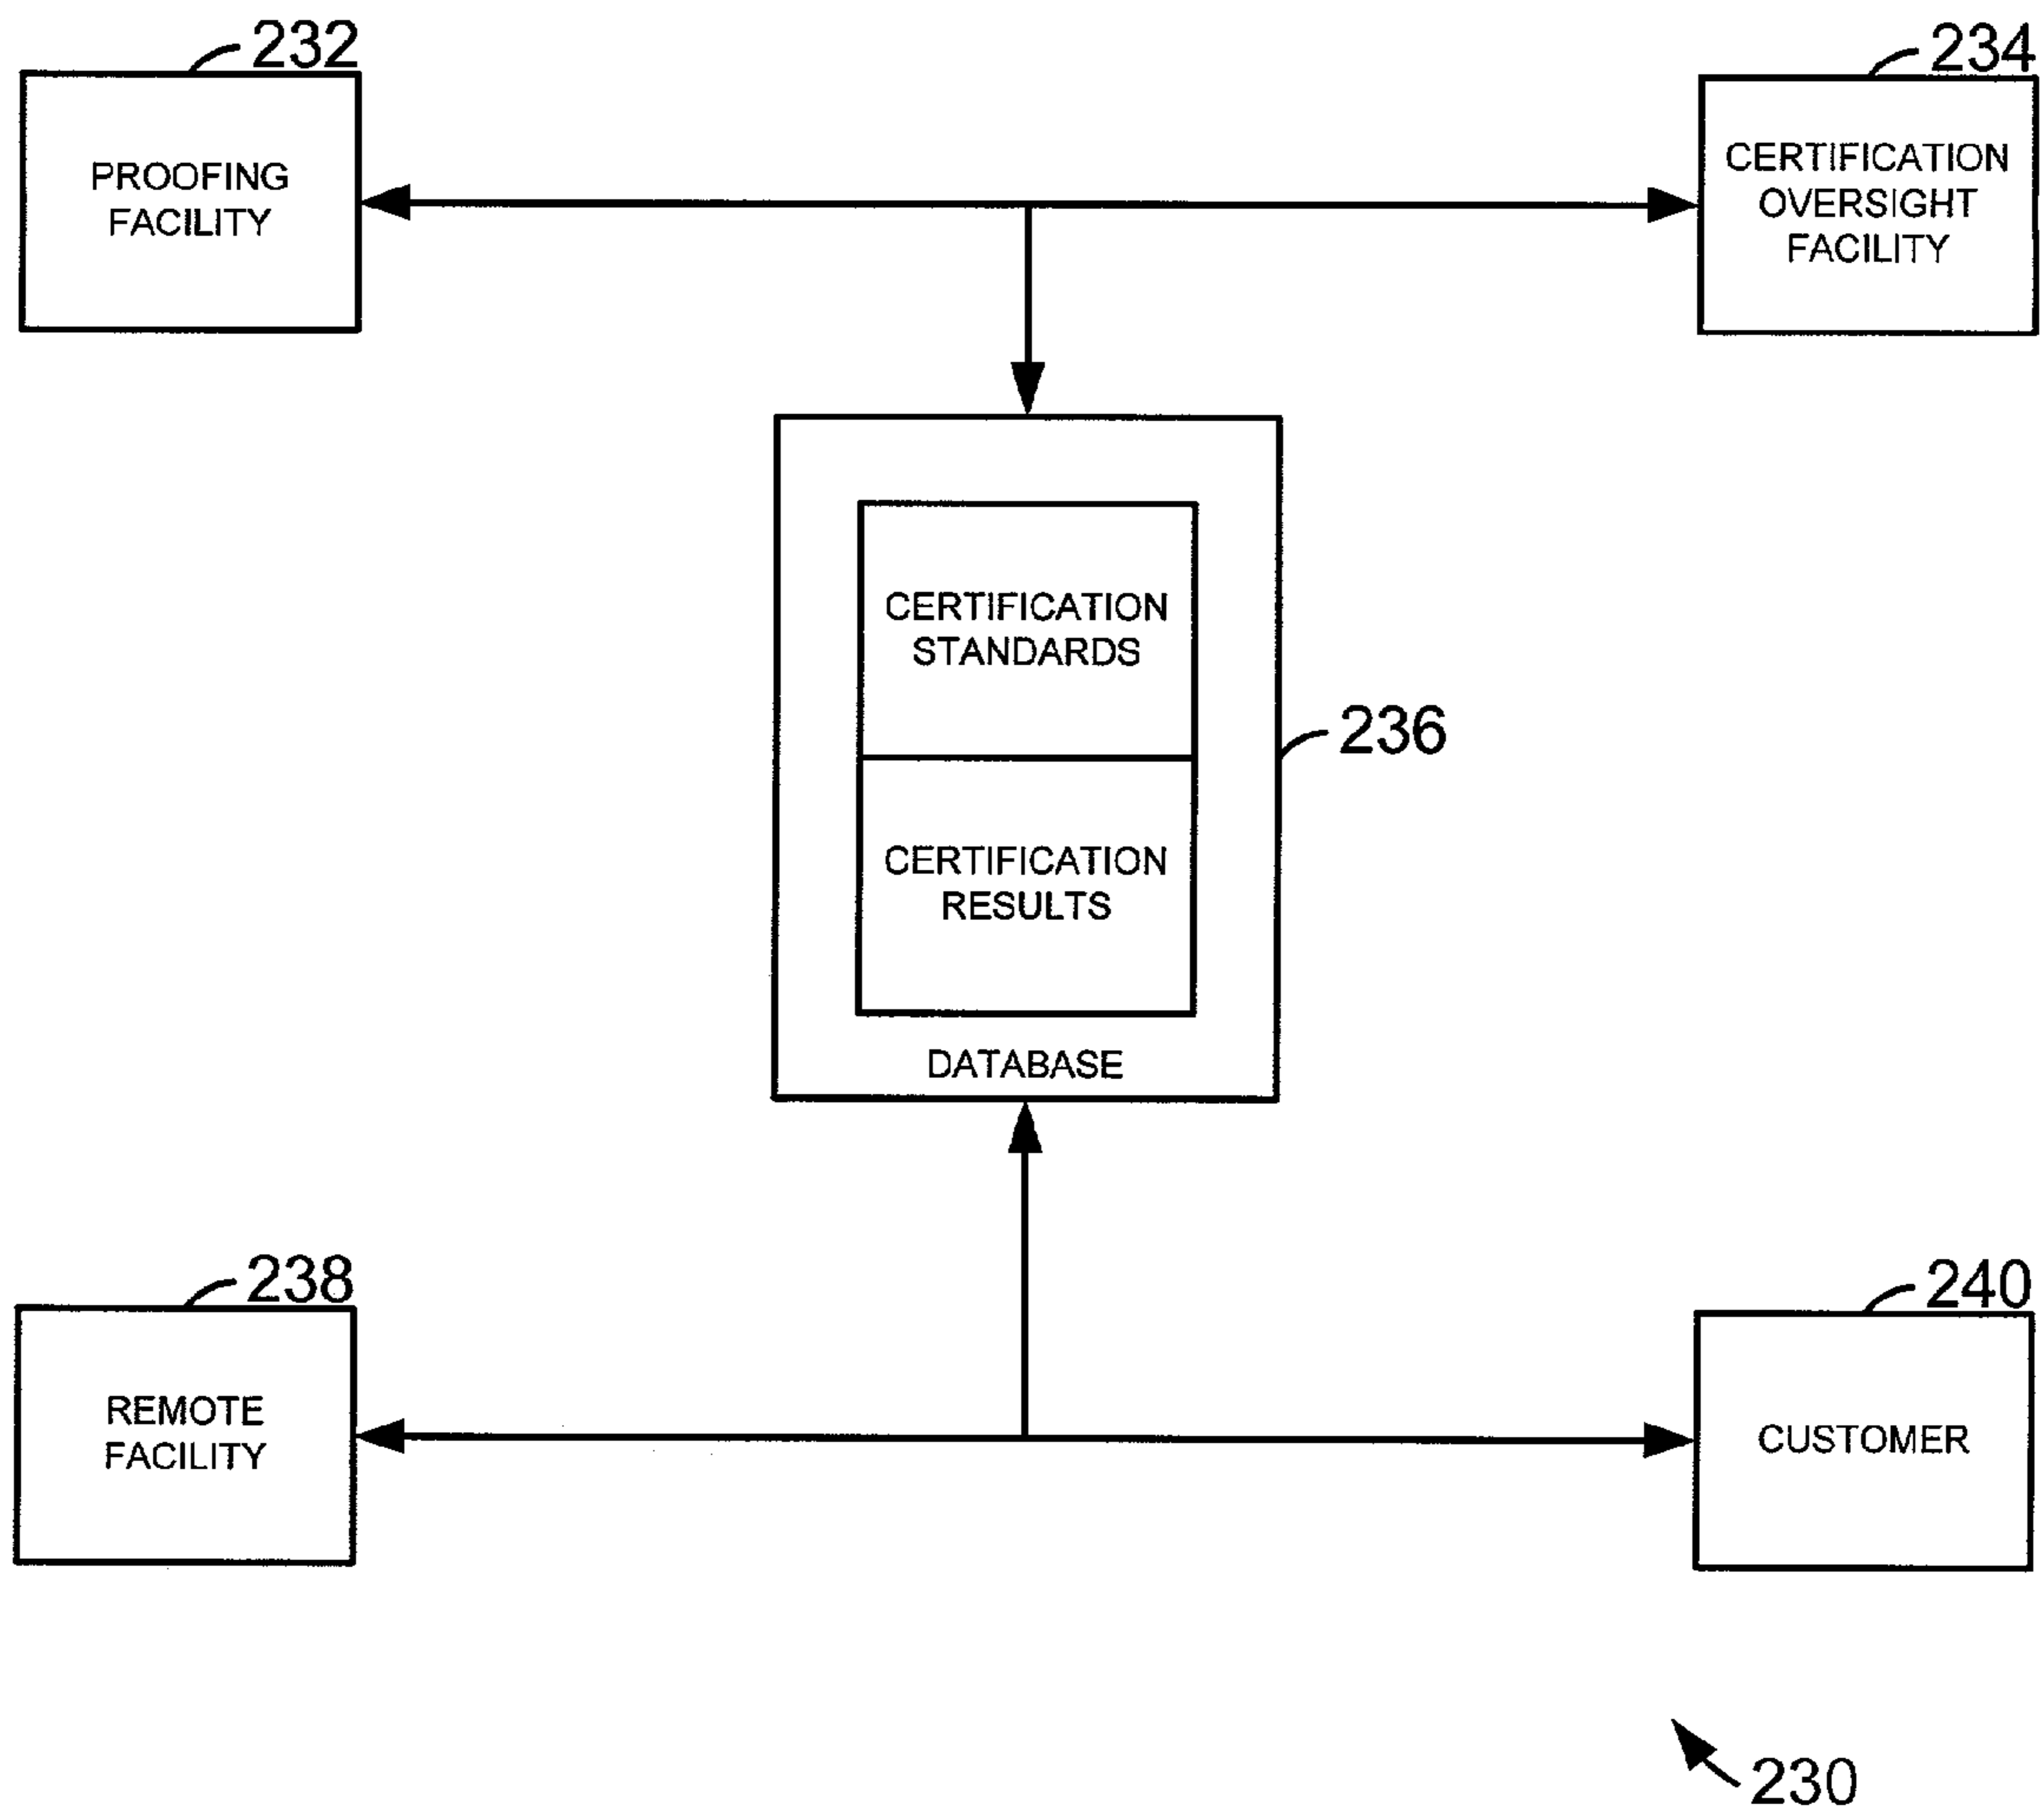 232
234
PROOFING
FACILITY
CERTIFICATION
OVERSIGHT
FACILITY
CERTIFICATION
STANDARDS
236
CERTIFICATION
RESULTS
DATABASE
238
240
REMOTE
FACILITY
CUSTOMER
230